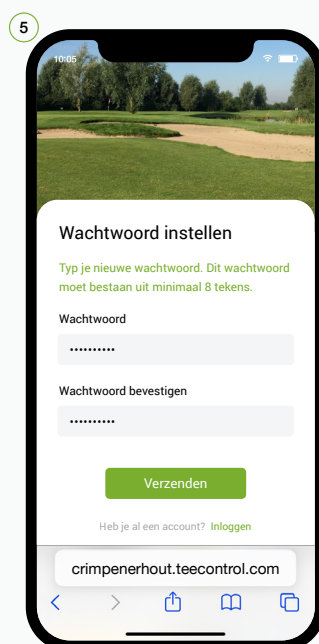 5
10:05
Wachtwoord instellen
Typ je nieuwe wachtwoord. Dit wachtwoord
moet bestaan uit minimaal 8 tekens.
Wachtwoord
••••••••••
Wachtwoord bevestigen
••••••••••
Verzenden
Heb je al een account? Inloggen
crimpenerhout.teecontrol.com